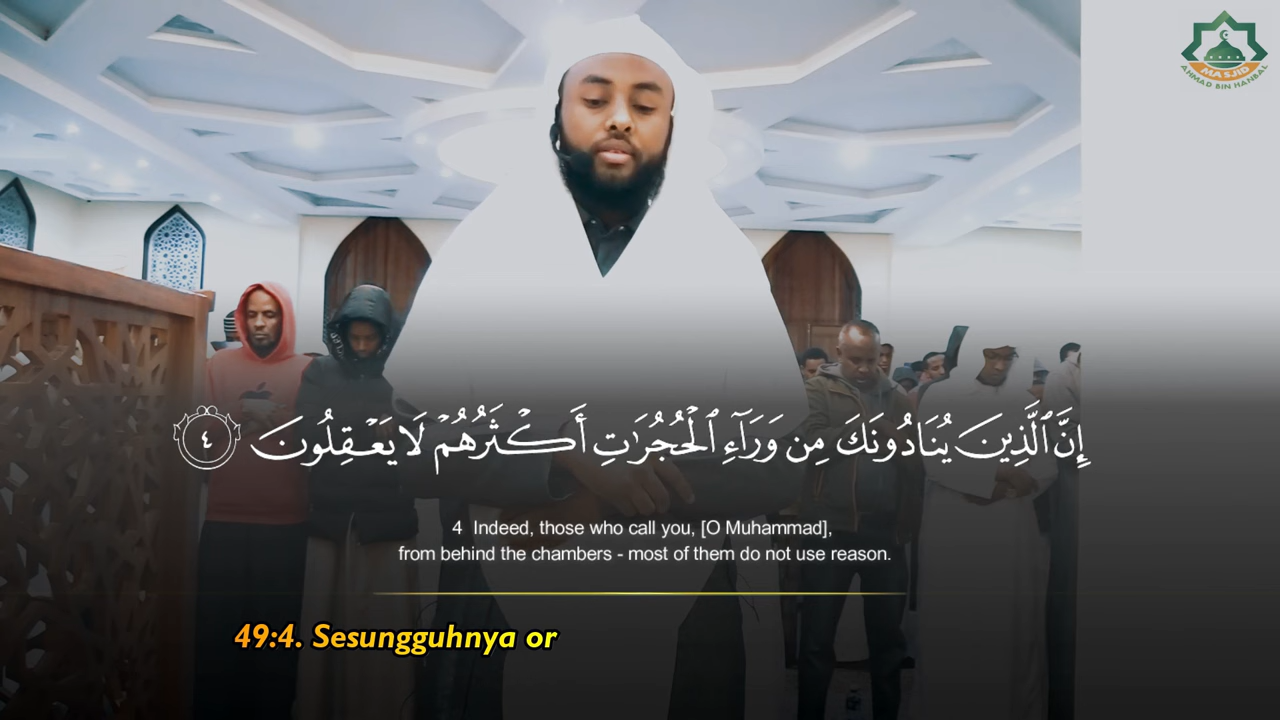 MASJID
AHMAD BIN HANBAL
إِنَّ ٱلَّذِينَ يُنَادُونَكَ مِن وَرَآءِ ٱلْحُجُرَٰتِ أَكْثَرُهُمْ لَا يَعْقِلُونَ ٤
4 Indeed, those who call you, [O Muhammad],
from behind the chambers - most of them do not use reason.
49:4. Sesungguhnya or